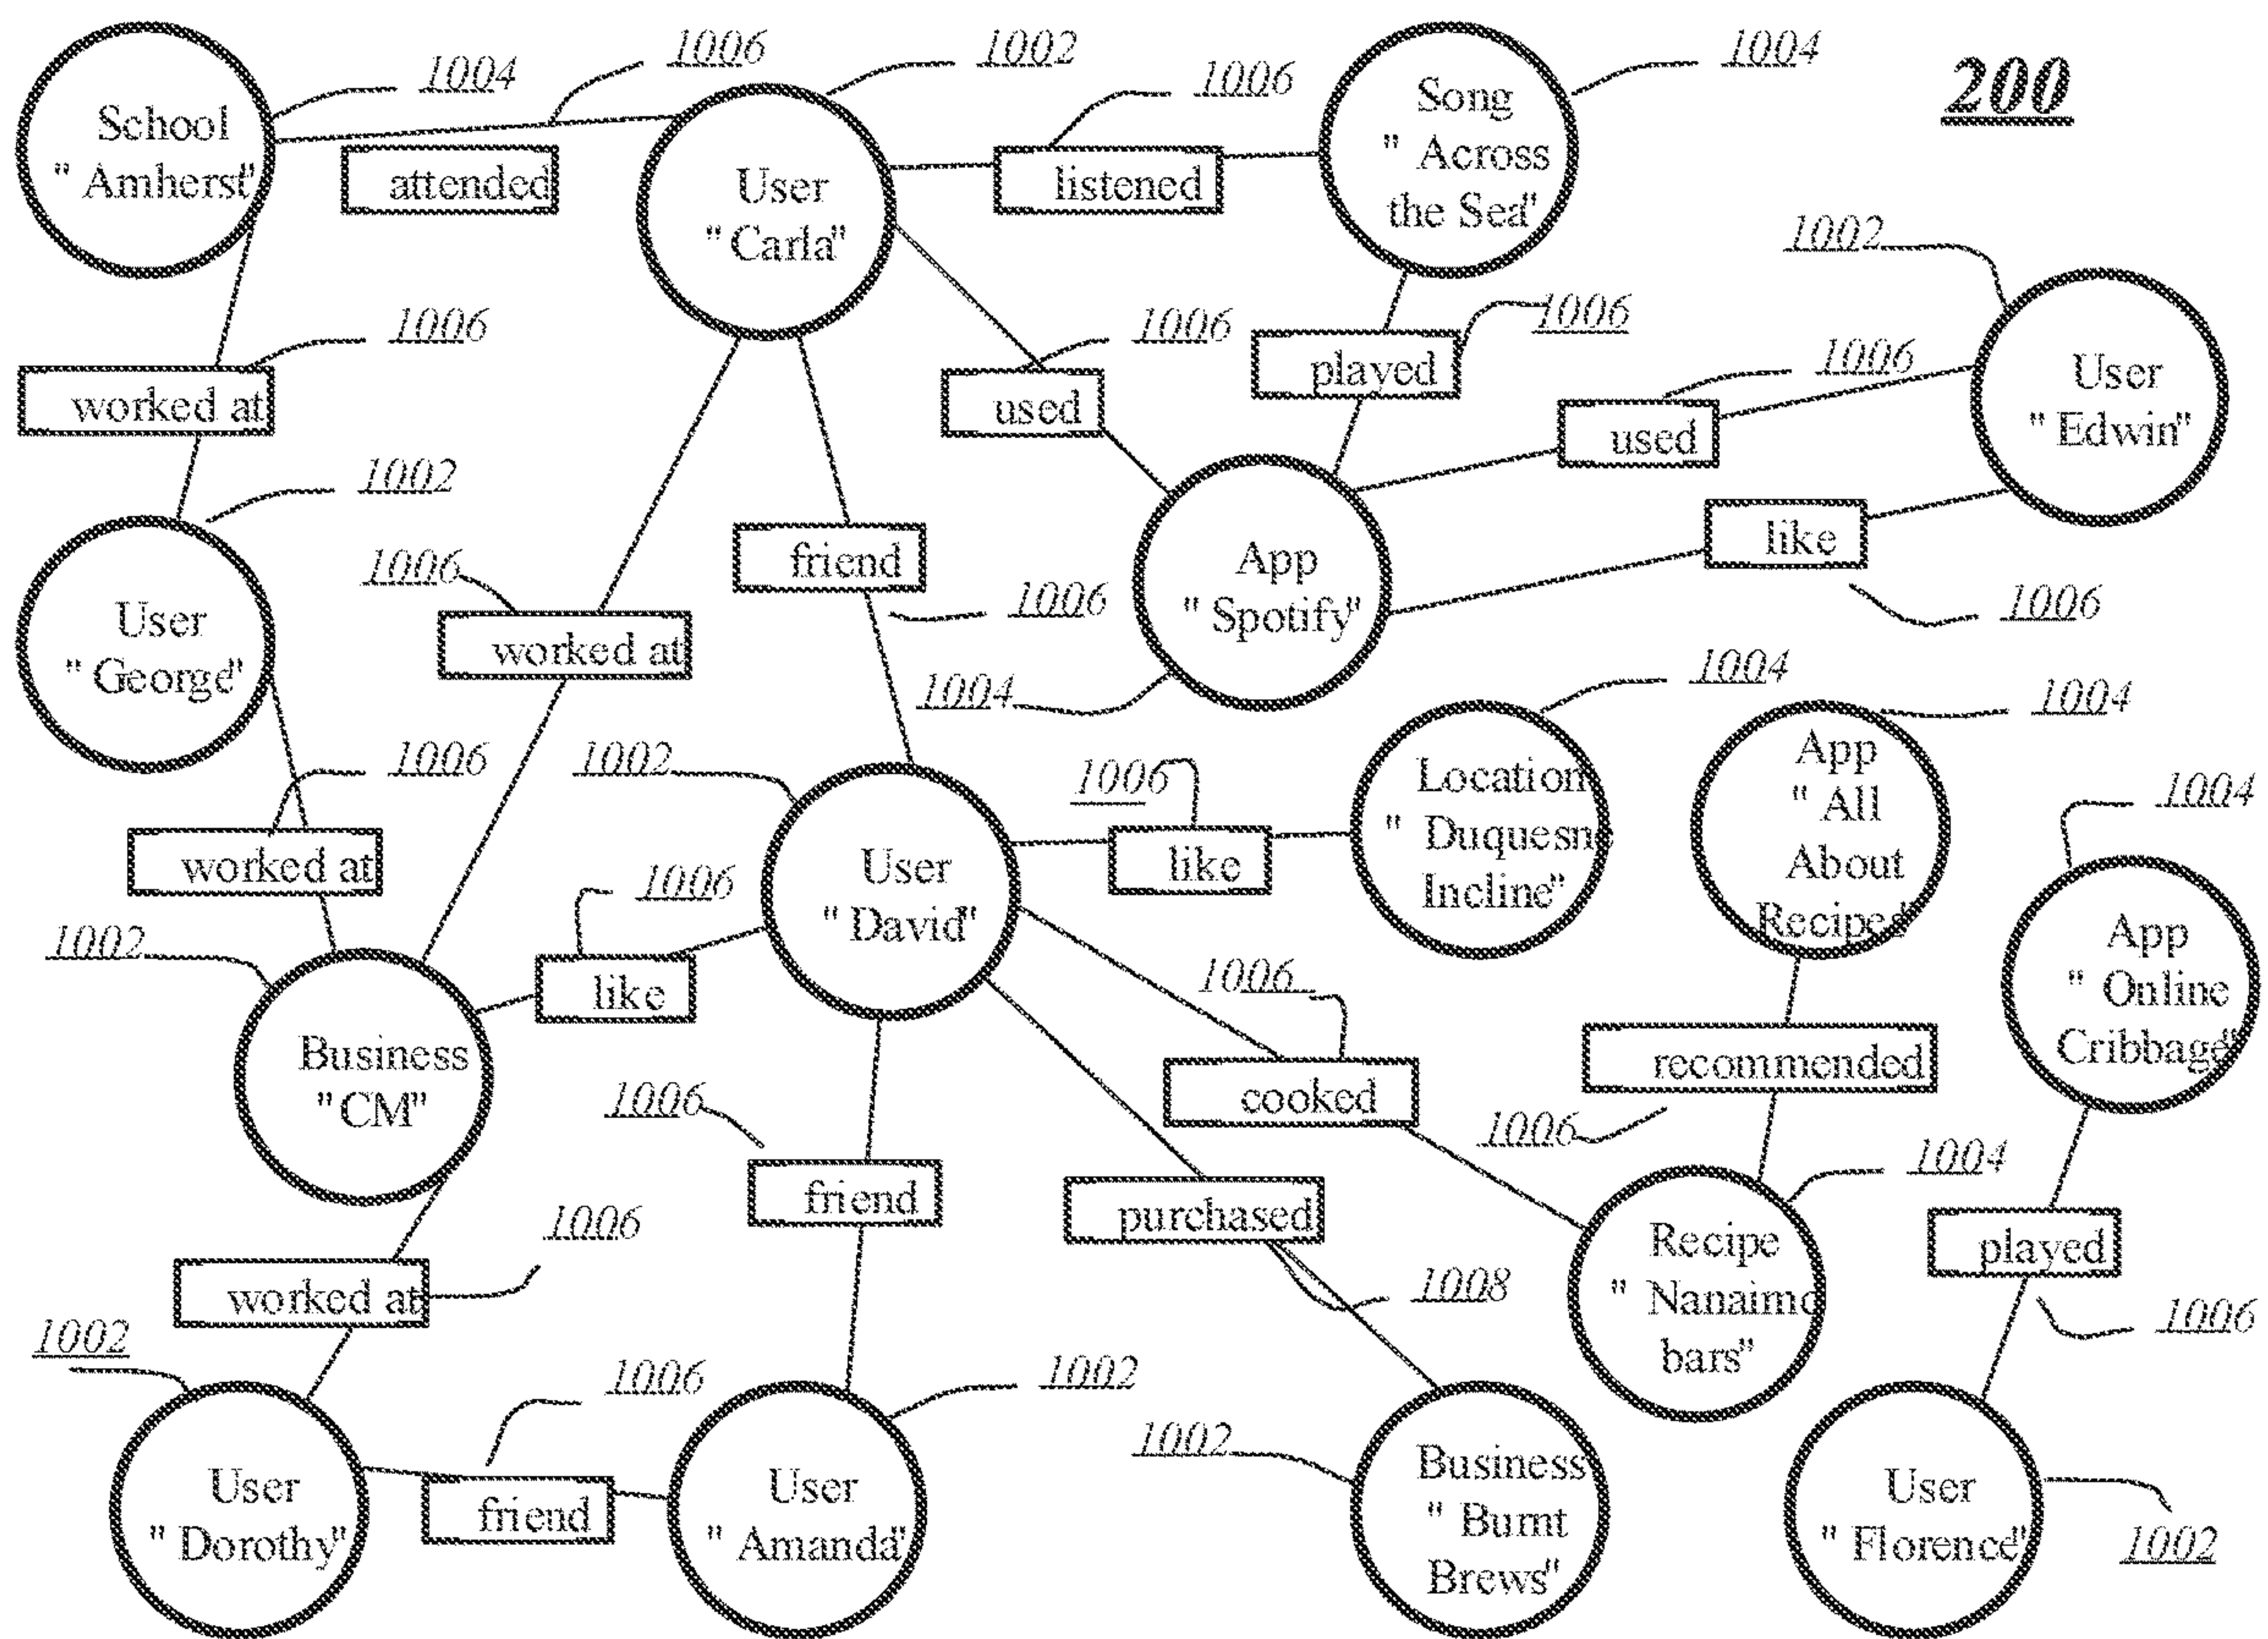 200
1004
1006
1002
1006
1004
School
"Amherst"
attended
User
"Carla"
listened
Song
"Across
the Sea"
1002
1006
worked at
1006
used
1006
played
1006
used
User
"Edwin"
1002
1006
friend
1006
like
1006
App
"Spotify"
1004
User
"George"
worked at
1004
1004
1006
1002
1006
Location
"Duquesne
Incline"
App
"All
About
Recipes"
1004
worked at
1006
User
"David"
like
App
"Online
Cribbage"
1002
like
1006
Business
"CM"
1006
cooked
recommended
1006
1004
friend
purchased
1006
1008
Recipe
"Nanaimo
bars"
played
1006
worked at
1002
1006
1002
1002
User
"Dorothy"
friend
User
"Amanda"
Business
"Burnt
Brews"
User
"Florence"
1002